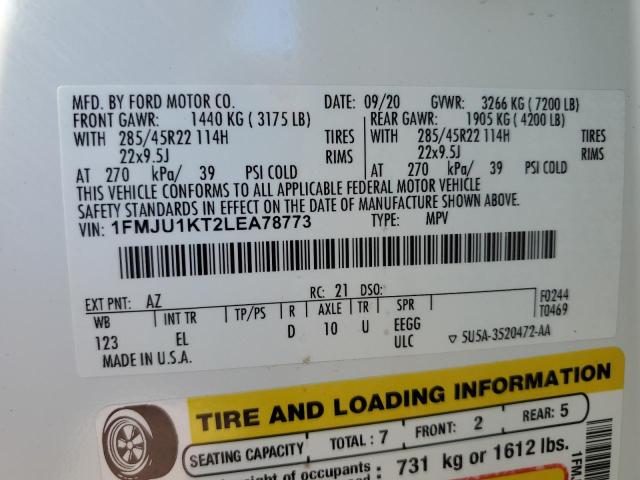 MFD. BY FORD MOTOR CO.
DATE: 09/20 GVWR: 3266 KG ( 7200 LB)
FRONT GAWR: 1440 KG ( 3175 LB) REAR GAWR: 1905 KG ( 4200 LB)
WITH 285/45R22 114H TIRES WITH 285/45R22 114H TIRES
22x9.5J RIMS 22x9.5J RIMS
AT 270 kPa/ 39 PSI COLD AT 270 kPa/ 39 PSI COLD
THIS VEHICLE CONFORMS TO ALL APPLICABLE FEDERAL MOTOR VEHICLE
SAFETY STANDARDS IN EFFECT ON THE DATE OF MANUFACTURE SHOWN ABOVE.
VIN: 1FMJU1KT2LEA78773 TYPE: MPV
EXT PNT: AZ RC: 21 DSO: F0244
WB INT TR TP/PS R AXLE TR SPR T0469
123 EL D 10 U EEGG
ULC ▽ 5U5A-3520472-AA
MADE IN U.S.A.
TIRE AND LOADING INFORMATION
SEATING CAPACITY TOTAL : 7 FRONT: 2 REAR: 5
of occupants : 731 kg or 1612 lbs.
1FM